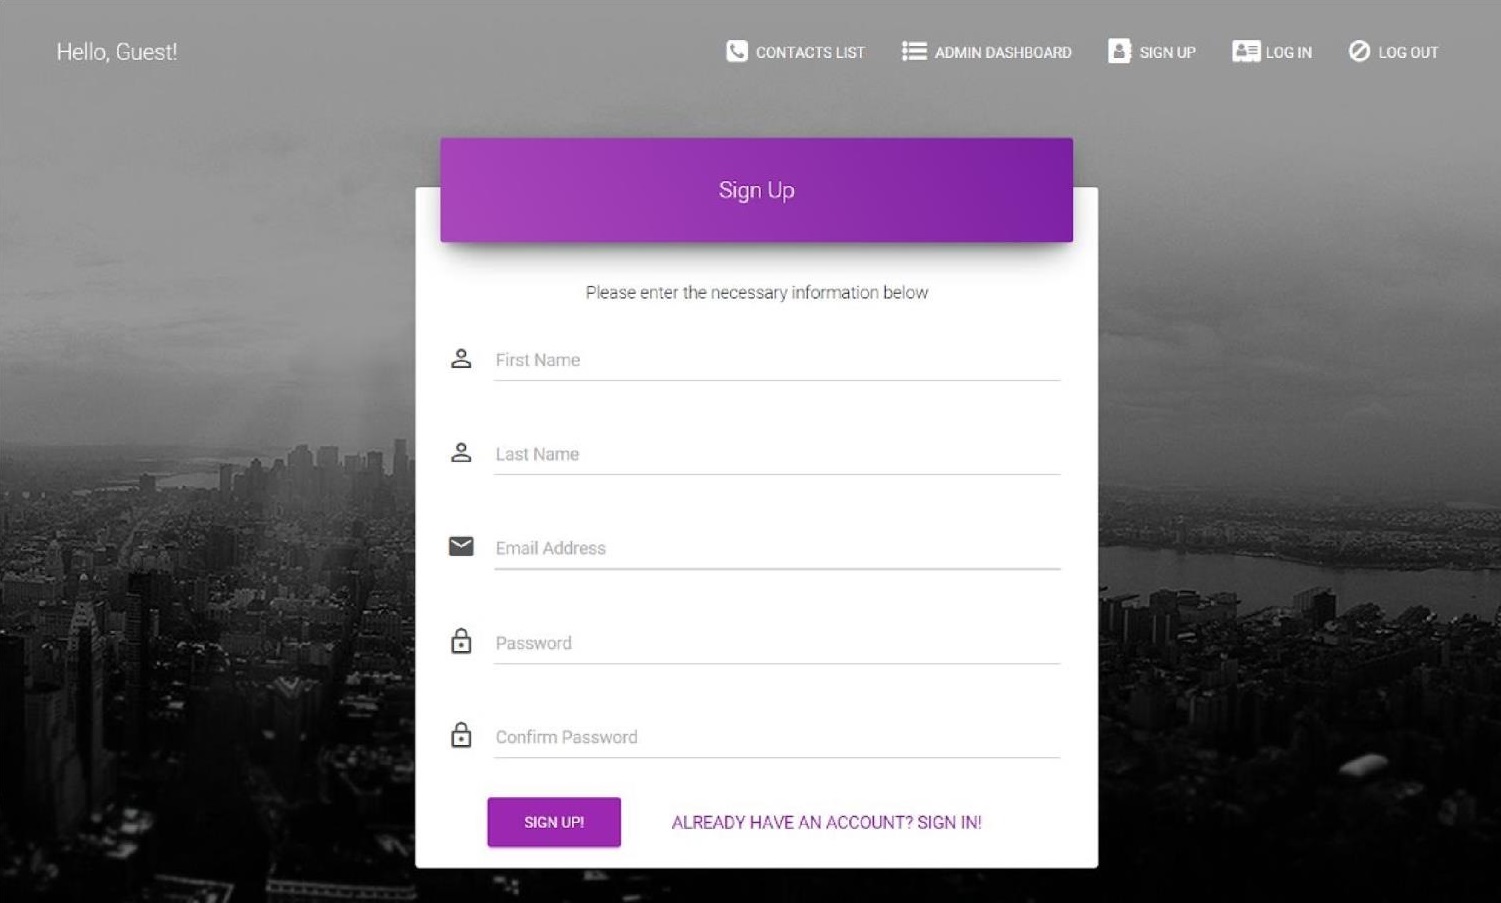 Hello, Guest!
CONTACTS LIST
ADMIN DASHBOARD
SIGN UP
LOG IN
LOG OUT
Sign Up
Please enter the necessary information below
First Name
Last Name
Email Address
Password
Confirm Password
SIGN UP!
ALREADY HAVE AN ACCOUNT? SIGN IN!